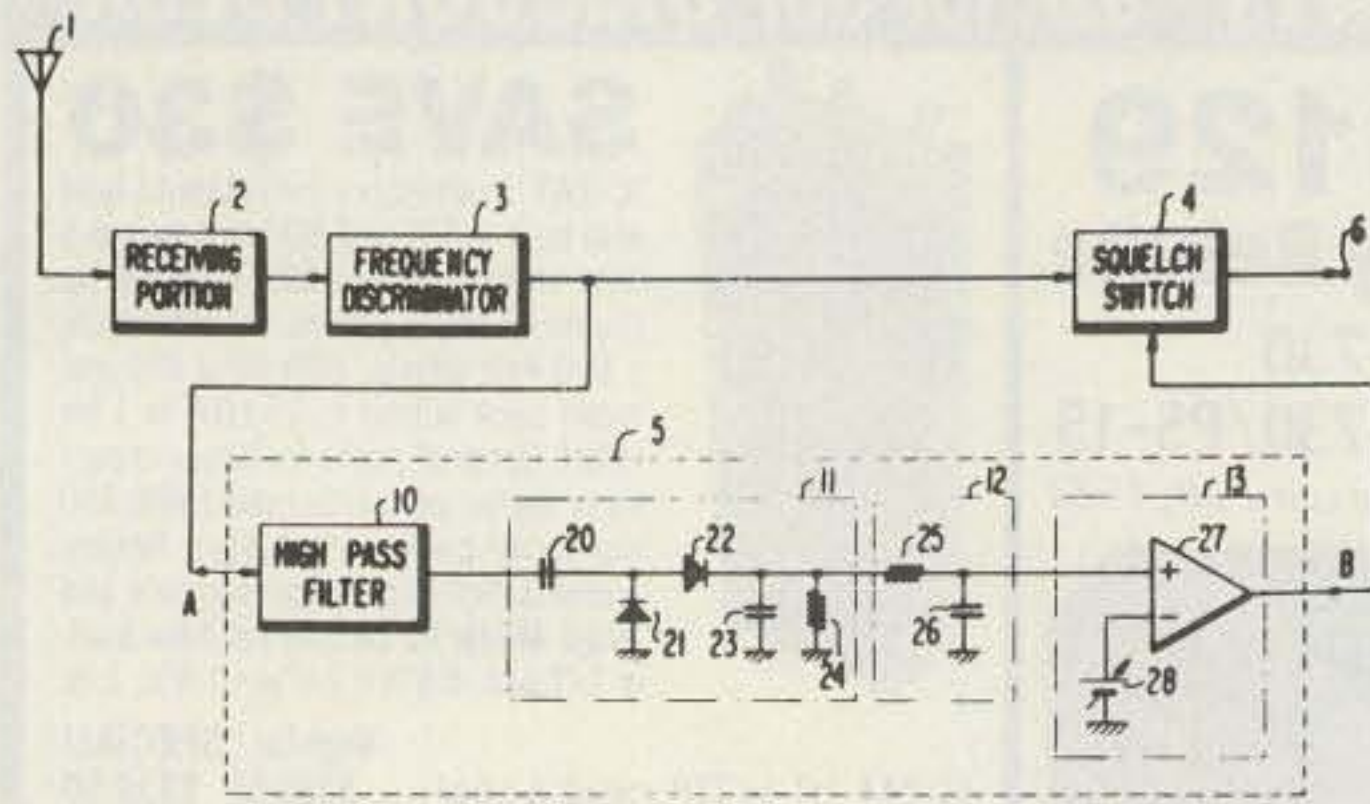 1
2
RECEIVING
PORTION
3
FREQUENCY
DISCRIMINATOR
4
SQUELCH
SWITCH
6
5
A
10
HIGH PASS
FILTER
11
20
21
22
23
24
12
25
26
13
27
+
−
28
B